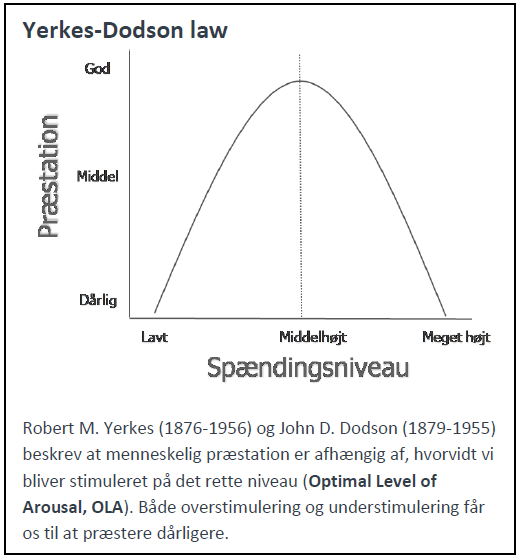 Yerkes-Dodson law
God
Præstation
Middel
Dårlig
Lavt
Middelhøjt
Meget højt
Spændingsniveau
Robert M. Yerkes (1876-1956) og John D. Dodson (1879-1955)
beskrev at menneskelig præstation er afhængig af, hvorvidt vi
bliver stimuleret på det rette niveau (Optimal Level of
Arousal, OLA). Både overstimulering og understimulering får
os til at præstere dårligere.